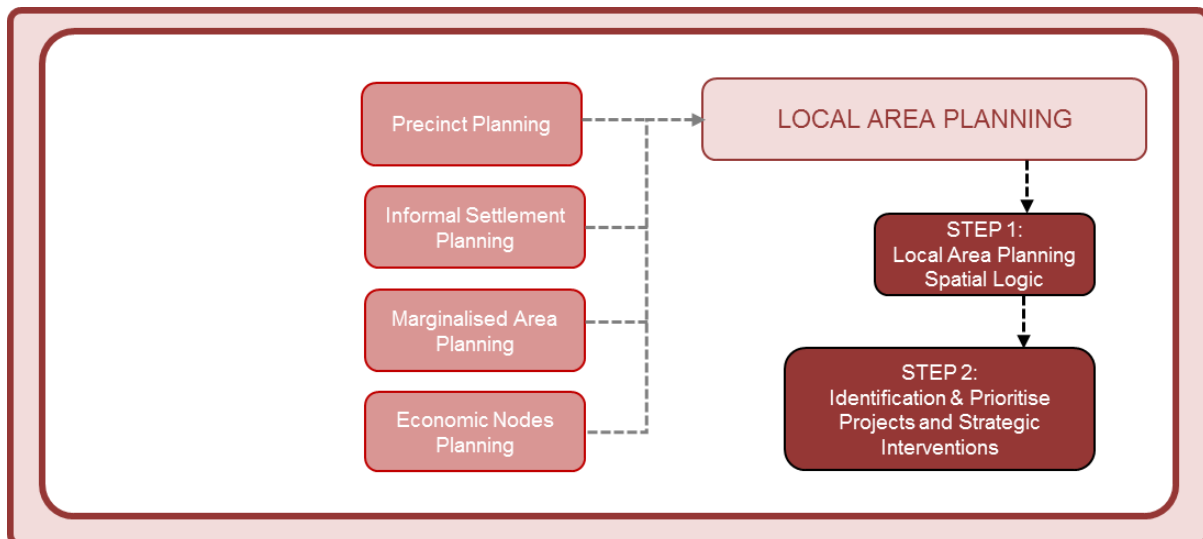 Precinct Planning
LOCAL AREA PLANNING
Informal Settlement
Planning
STEP 1:
Local Area Planning
Spatial Logic
Marginalised Area
Planning
STEP 2:
Identification & Prioritise
Projects and Strategic
Interventions
Economic Nodes
Planning